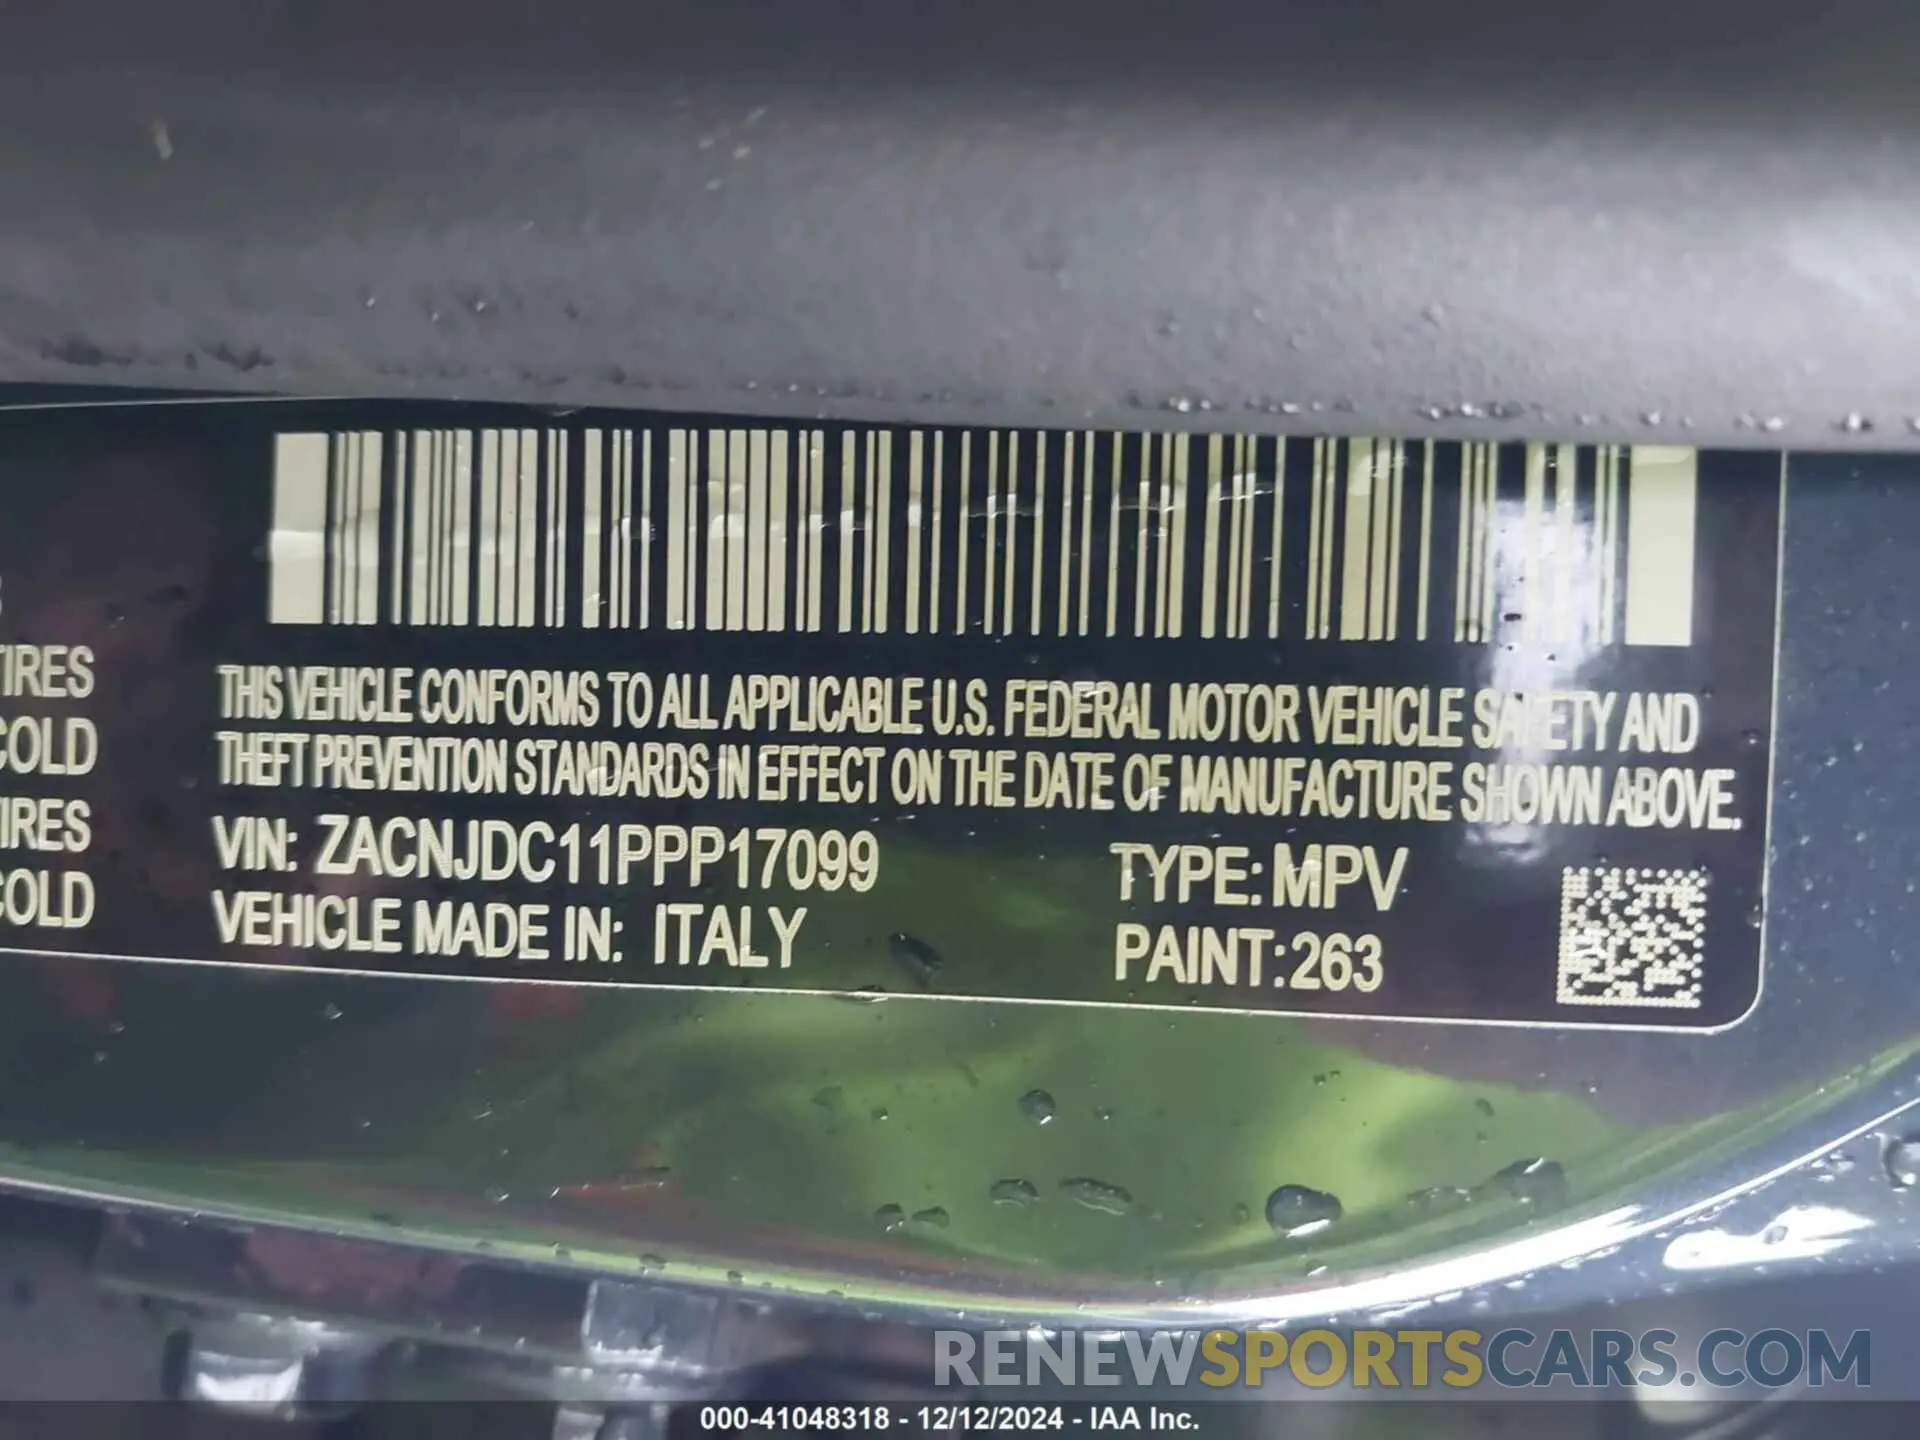 TIRES
COLD
TIRES
COLD
THIS VEHICLE CONFORMS TO ALL APPLICABLE U.S. FEDERAL MOTOR VEHICLE SAFETY AND
THEFT PREVENTION STANDARDS IN EFFECT ON THE DATE OF MANUFACTURE SHOWN ABOVE.
VIN: ZACNJDC11PPP17099
TYPE: MPV
VEHICLE MADE IN: ITALY
PAINT: 263
RENEWSPORTSCARS.COM
000-41048318 - 12/12/2024 - IAA Inc.